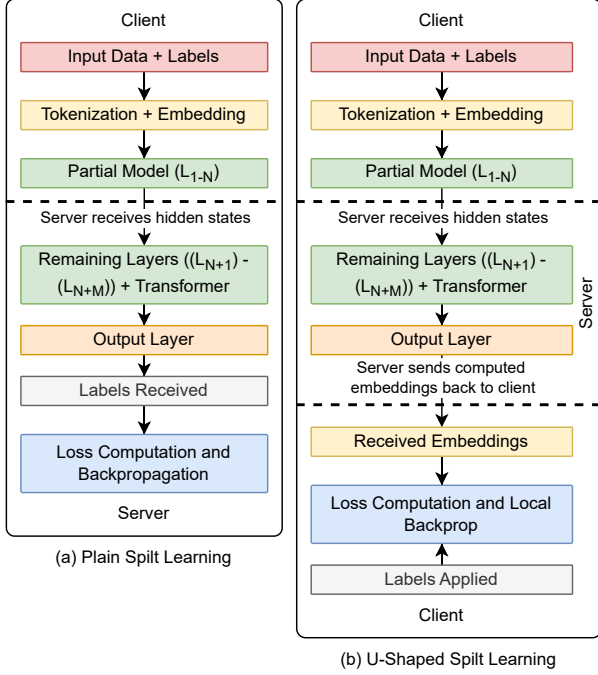 Client
Input Data + Labels
Tokenization + Embedding
Partial Model (L1-N)
Server receives hidden states
Remaining Layers ((LN+1) -
(LN+M)) + Transformer
Output Layer
Labels Received
Loss Computation and
Backpropagation
Server
(a) Plain Spilt Learning
Client
Input Data + Labels
Tokenization + Embedding
Partial Model (L1-N)
Server receives hidden states
Remaining Layers ((LN+1) -
(LN+M)) + Transformer
Output Layer
Server
Server sends computed
embeddings back to client
Received Embeddings
Loss Computation and Local
Backprop
Labels Applied
Client
(b) U-Shaped Spilt Learning